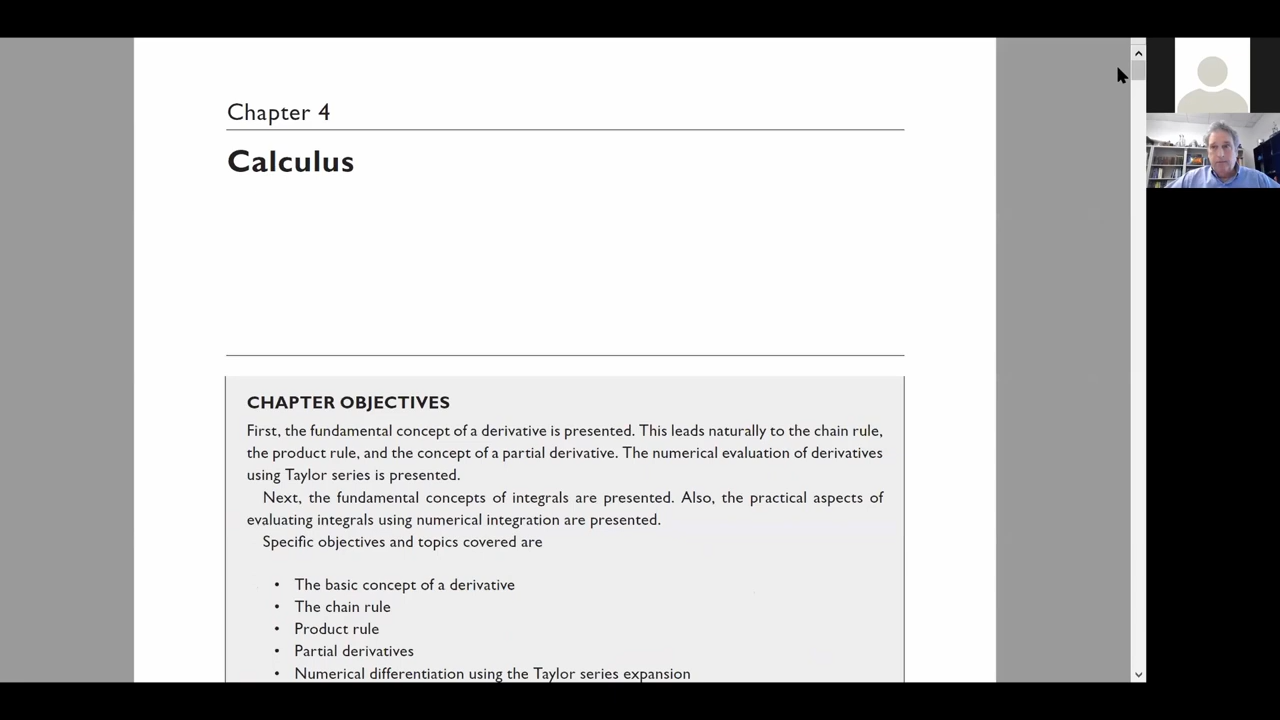 Chapter 4
Calculus
CHAPTER OBJECTIVES
First, the fundamental concept of a derivative is presented. This leads naturally to the chain rule,
the product rule, and the concept of a partial derivative. The numerical evaluation of derivatives
using Taylor series is presented.
Next, the fundamental concepts of integrals are presented. Also, the practical aspects of
evaluating integrals using numerical integration are presented.
Specific objectives and topics covered are
• The basic concept of a derivative
• The chain rule
• Product rule
• Partial derivatives
• Numerical differentiation using the Taylor series expansion